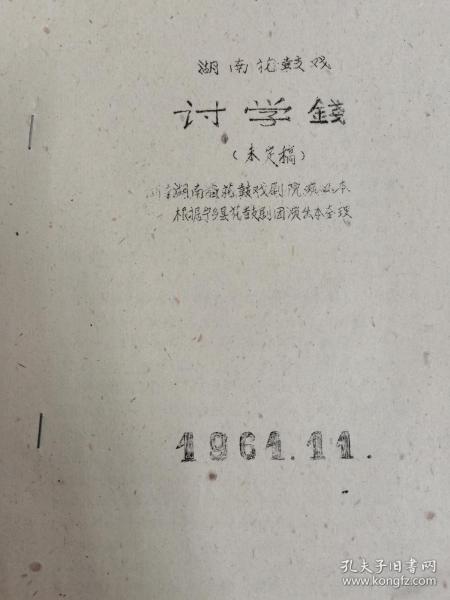 湖南花鼓戏
讨学錢
(未定稿)
湖南省花鼓戏剧院演出本
根据宁乡县花鼓剧团演出本整理
1961.11.
孔夫子旧书网
www.kongfz.com